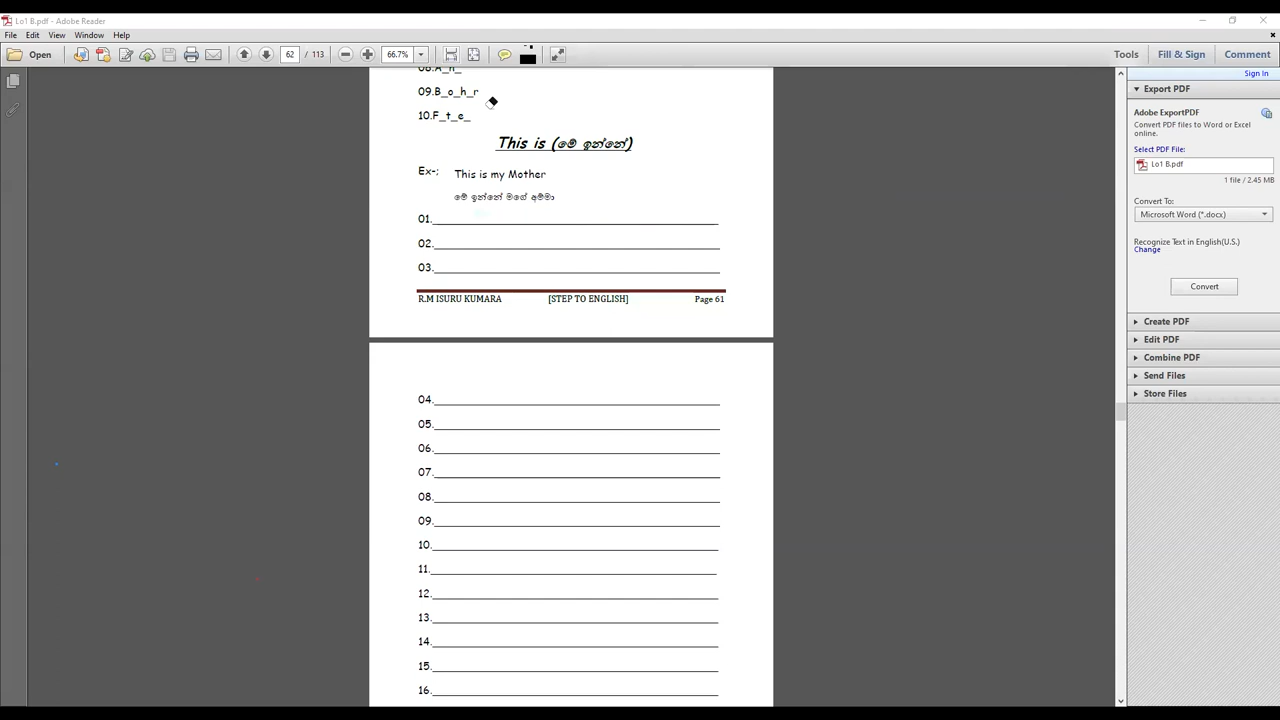 Lo1 B.pdf - Adobe Reader
File Edit View Window Help
Open 62 / 113 66.7% Tools Fill & Sign Comment
Sign In
Export PDF
Adobe ExportPDF
Convert PDF files to Word or Excel online.
Select PDF File:
Lo1 B.pdf
1 file / 2.45 MB
Convert To:
Microsoft Word (*.docx)
Recognize Text in English(U.S.)
Change
Convert
Create PDF
Edit PDF
Combine PDF
Send Files
Store Files
08.A_n_
09.B_o_h_r
10.F_t_e_
This is (මේ ඉන්නේ)
Ex-; This is my Mother
මේ ඉන්නේ මගේ අම්මා
01.
02.
03.
R.M ISURU KUMARA [STEP TO ENGLISH] Page 61
04.
05.
06.
07.
08.
09.
10.
11.
12.
13.
14.
15.
16.